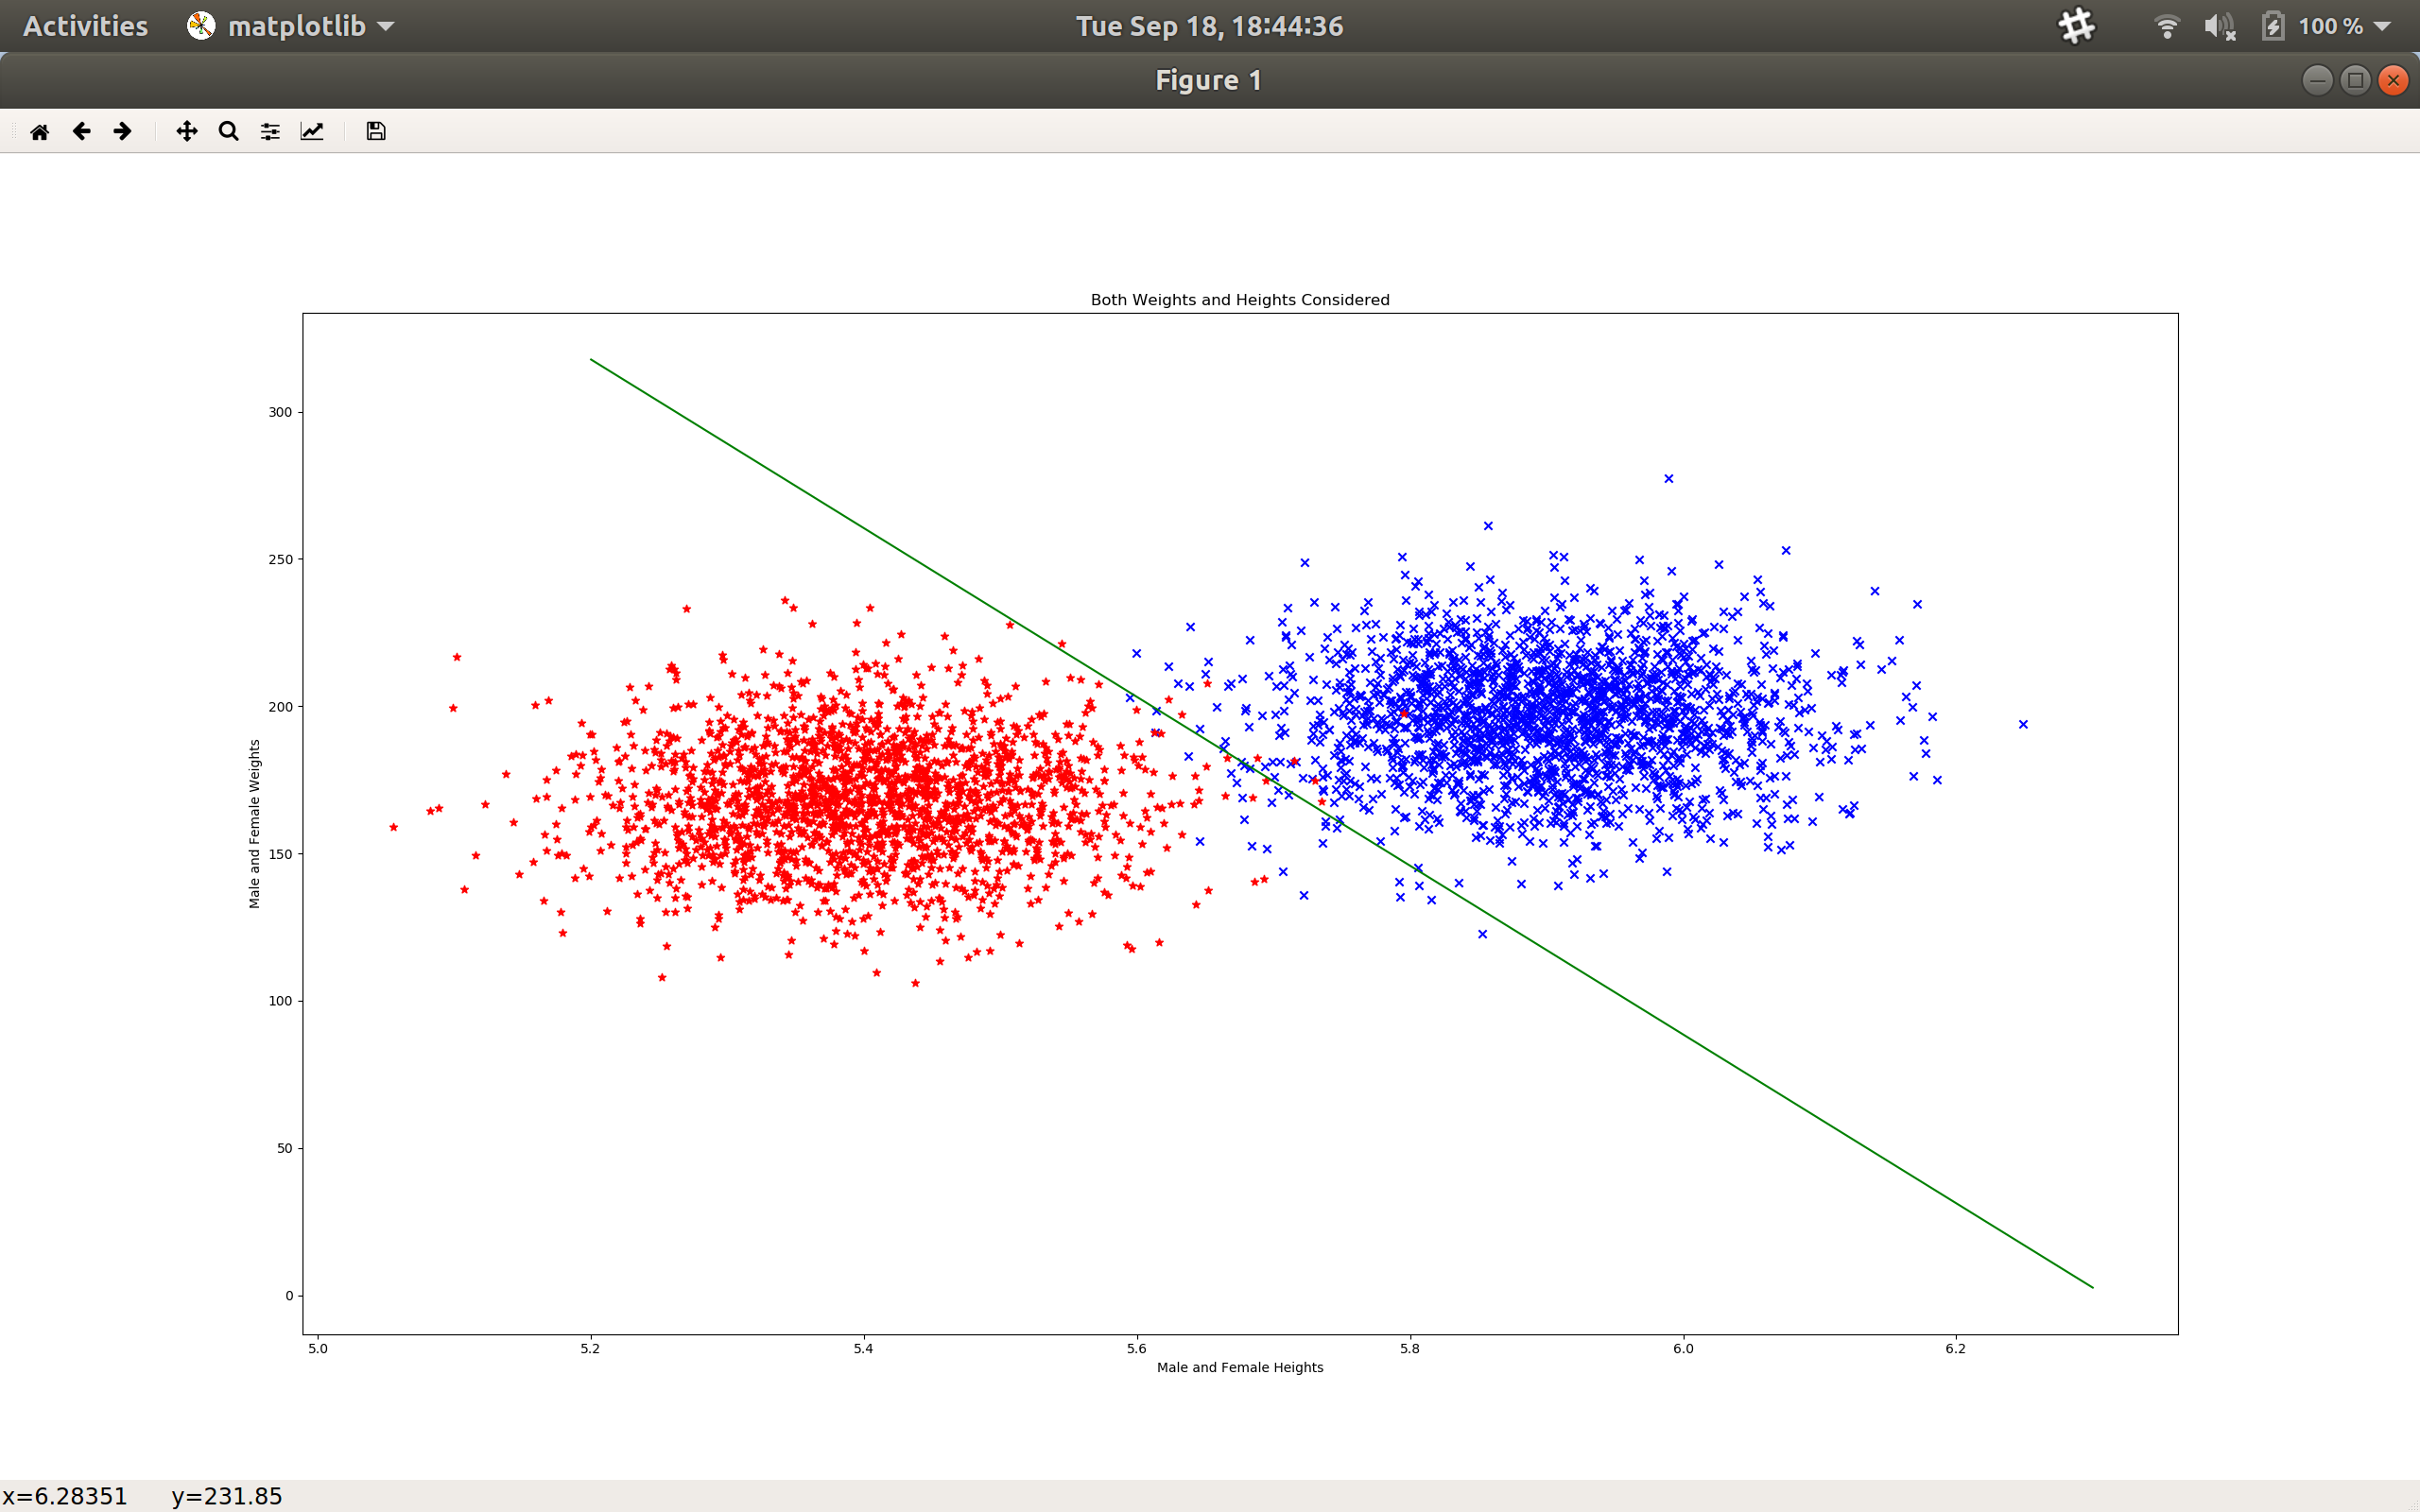 Activities matplotlib Tue Sep 18, 18:44:36 100 %
Figure 1
Both Weights and Heights Considered
300
250
200
150
100
50
0
Male and Female Weights
5.0 5.2 5.4 5.6 5.8 6.0 6.2
Male and Female Heights
x=6.28351 y=231.85